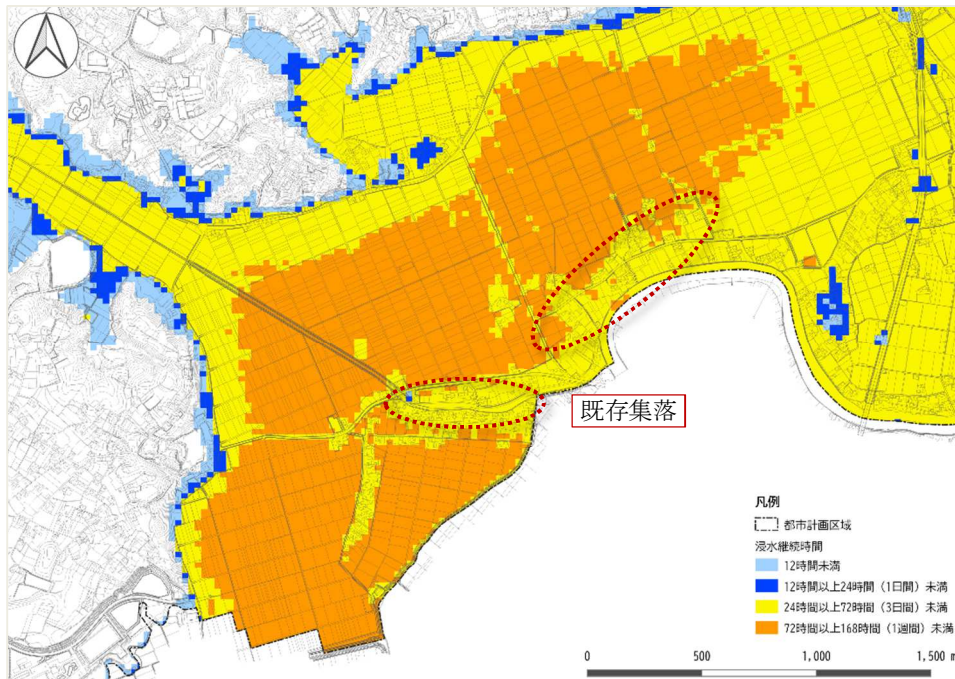 既存集落
凡例
都市計画区域
浸水継続時間
12時間未満
12時間以上24時間(1日間)未満
24時間以上72時間(3日間)未満
72時間以上168時間(1週間)未満
0 500 1,000 1,500 m